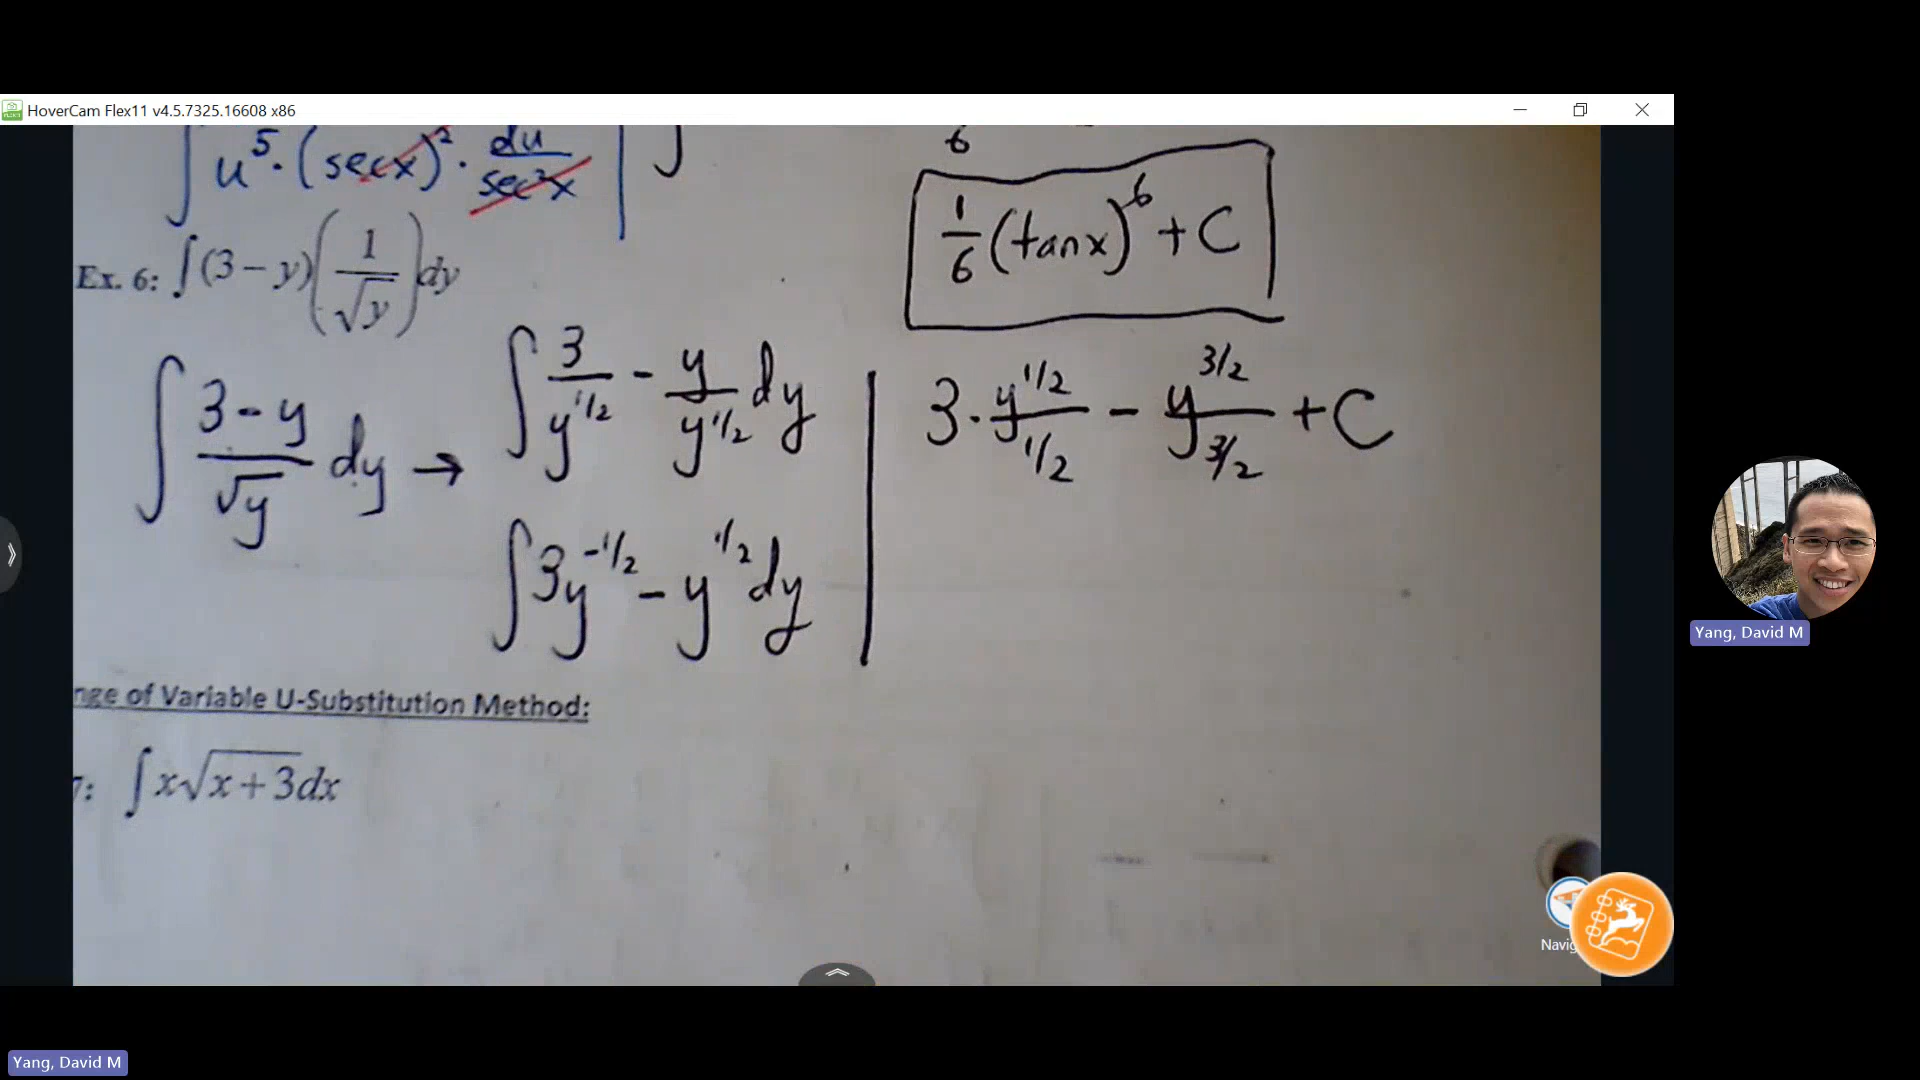 HoverCam Flex11 v4.5.7325.16608 x86
∫ u⁵ · (secx)² · du/sec²x | ∫
6
1/6 (tanx)⁶ + C
Ex. 6: ∫(3 − y)(1/√y)dy
∫ (3 - y)/√y dy →
∫ 3/y^1/2 - y/y^1/2 dy
∫ 3y^-1/2 - y^1/2 dy
3 · y^1/2 / 1/2 - y^3/2 / 3/2 + C
nge of Variable U-Substitution Method:
7: ∫x√x + 3dx
Navig
Yang, David M
Yang, David M